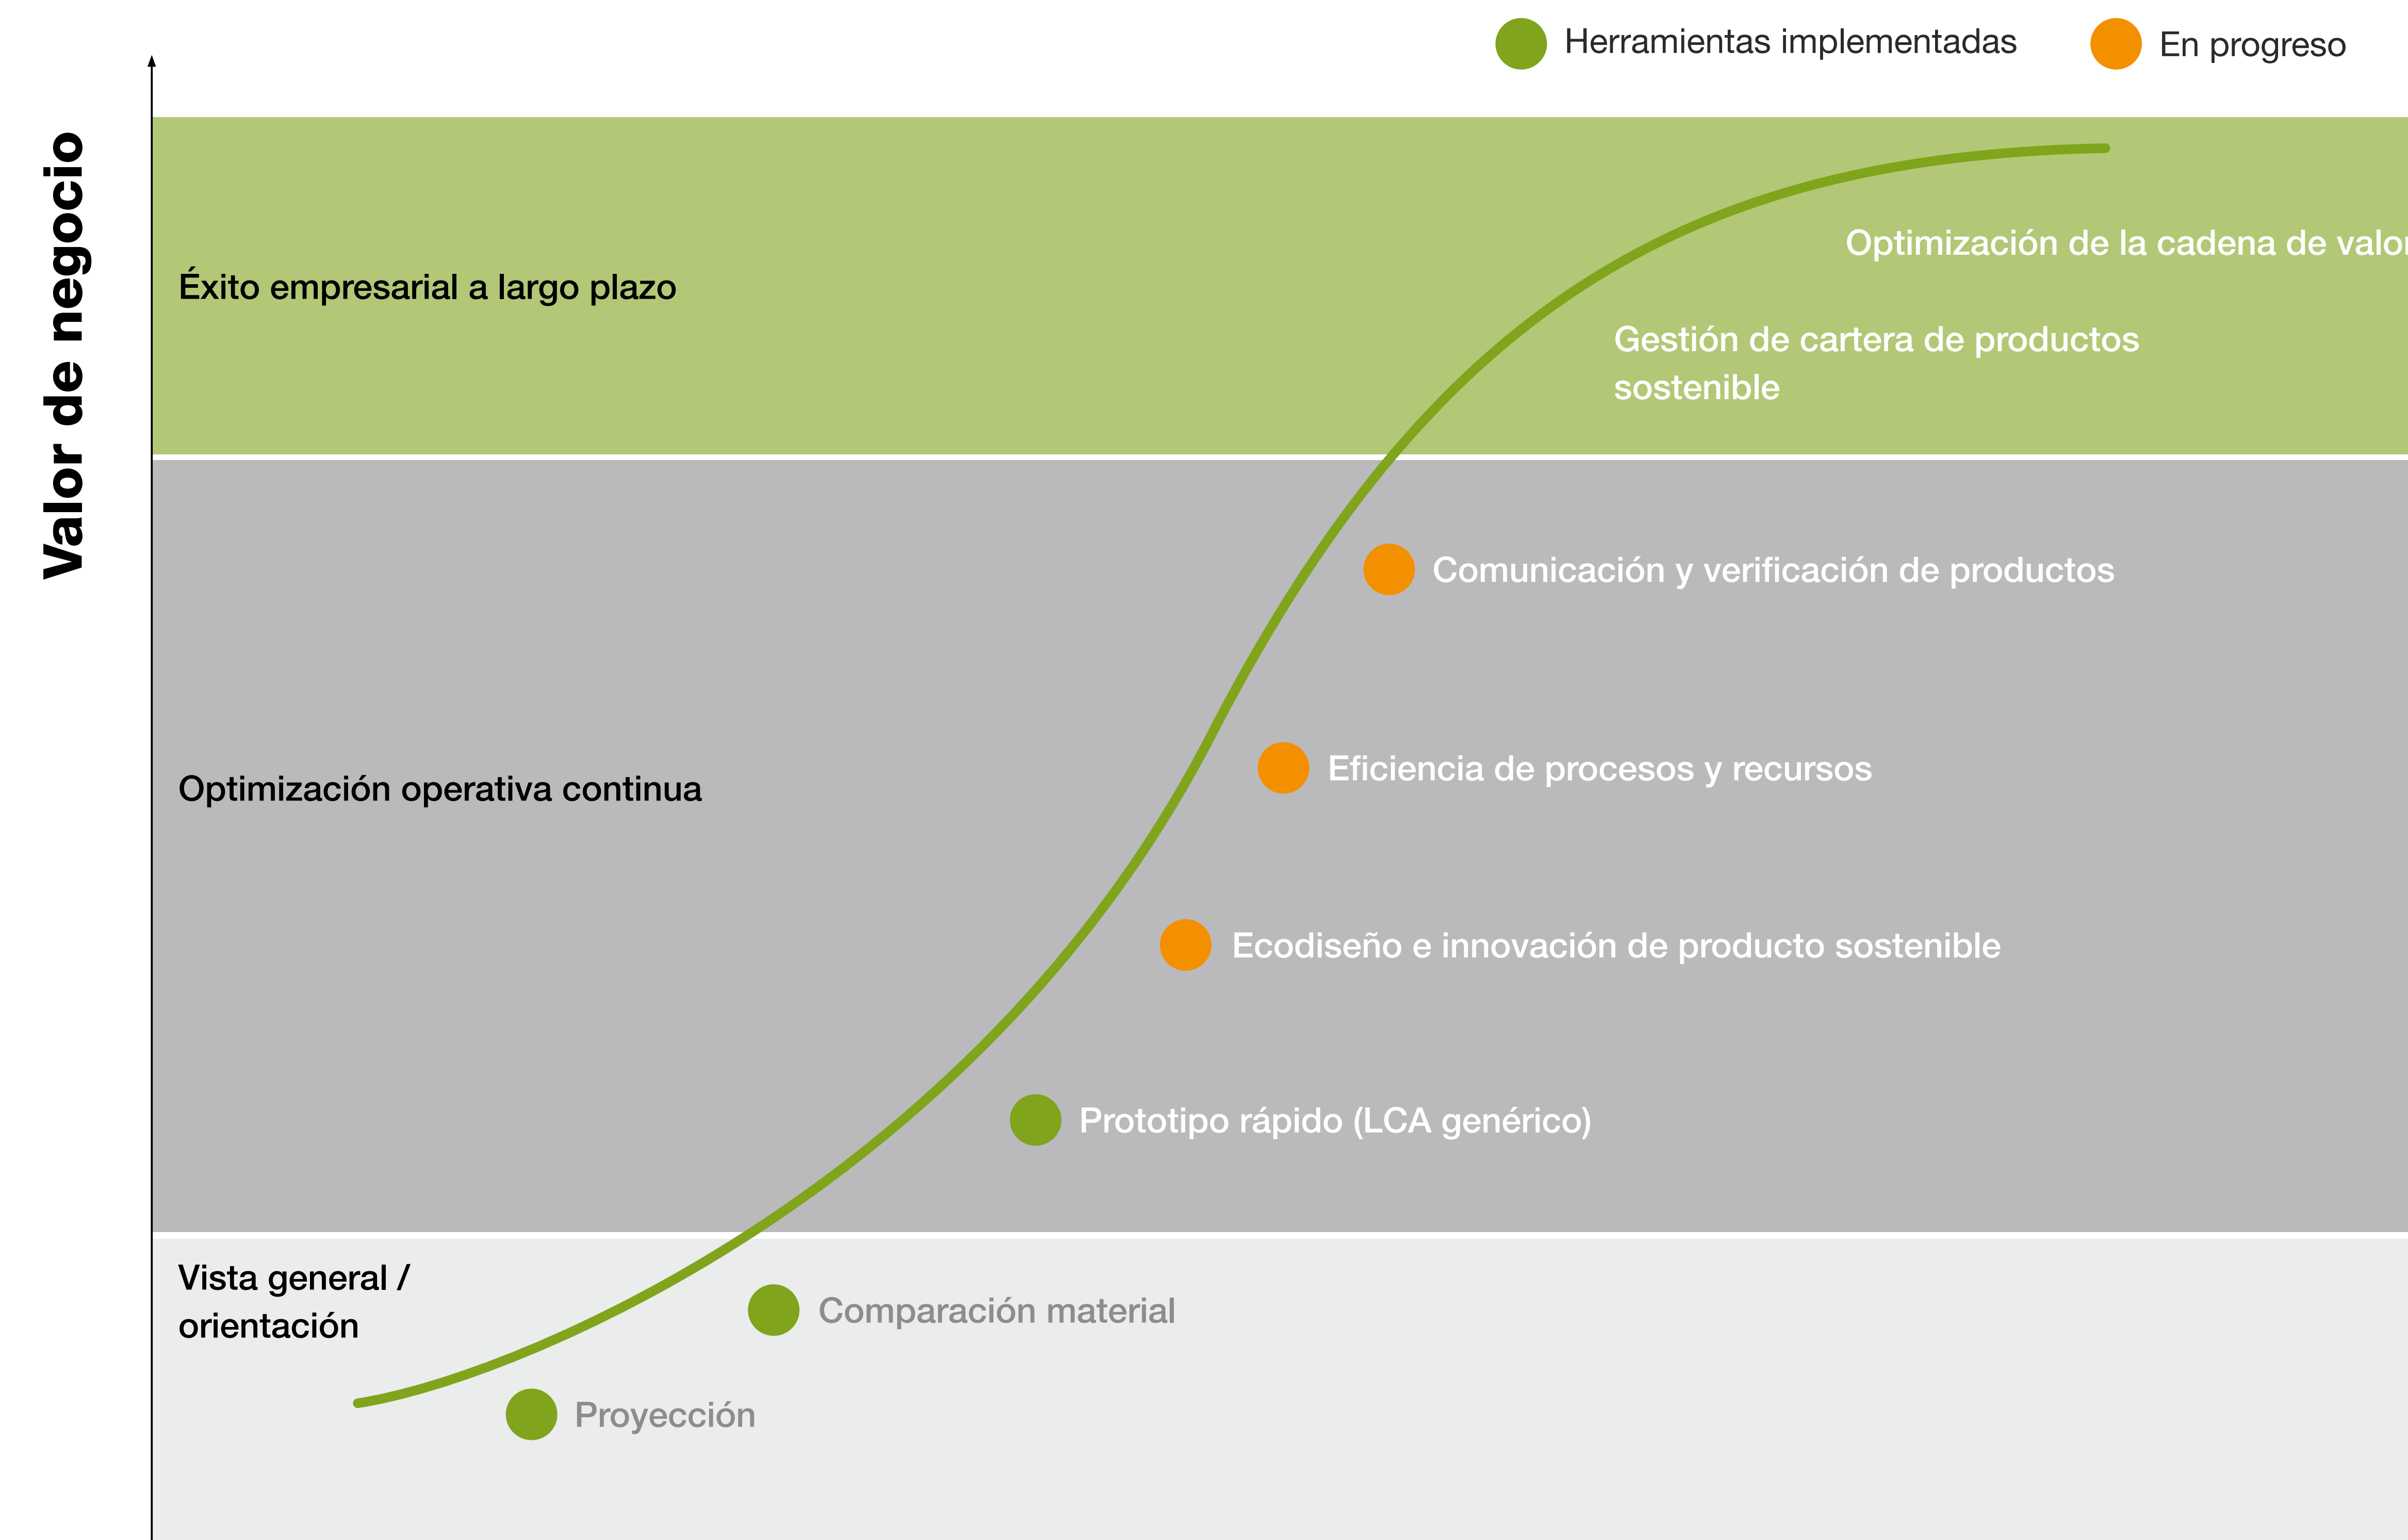 Herramientas implementadas
En progreso
Valor de negocio
Optimización de la cadena de valor
Éxito empresarial a largo plazo
Gestión de cartera de productos
sostenible
Comunicación y verificación de productos
Eficiencia de procesos y recursos
Optimización operativa continua
Ecodiseño e innovación de producto sostenible
Prototipo rápido (LCA genérico)
Vista general /
orientación
Comparación material
Proyección